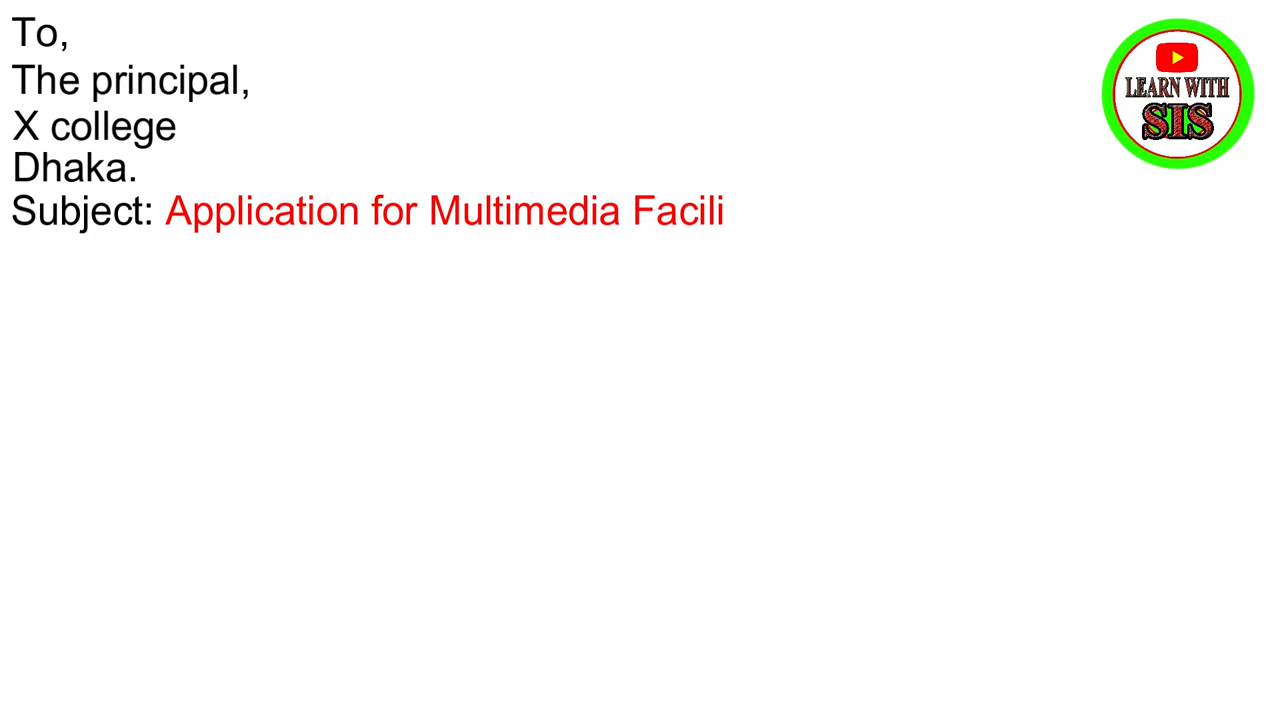 To,
The principal,
X college
Dhaka.
Subject: Application for Multimedia Facili
LEARN WITH
SIS